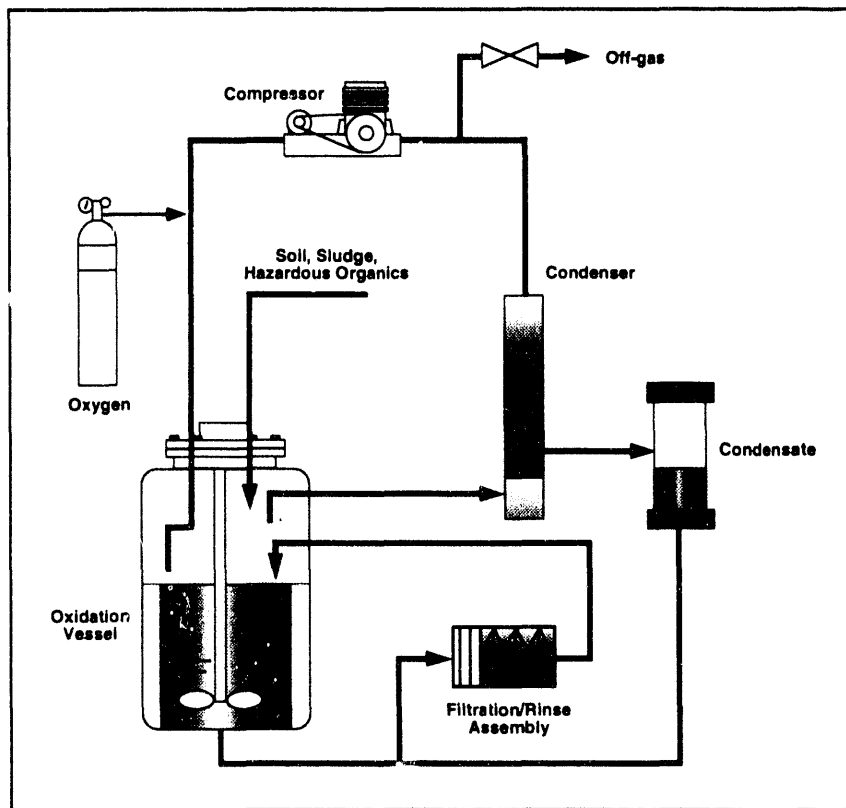 Off-gas
Compressor
Soil, Sludge,
Hazardous Organics
Condenser
Oxygen
Condensate
Oxidation
Vessel
Filtration/Rinse
Assembly